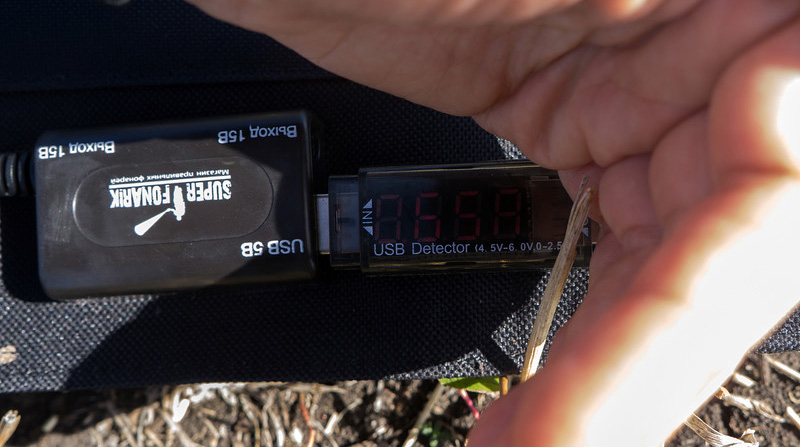 Выход 15В
Выход 15В
SUPER FONARIK
Магазин правильных фонарей
USB 5В
IN
USB Detector (4. 5V-6. 0V, 0-2.5